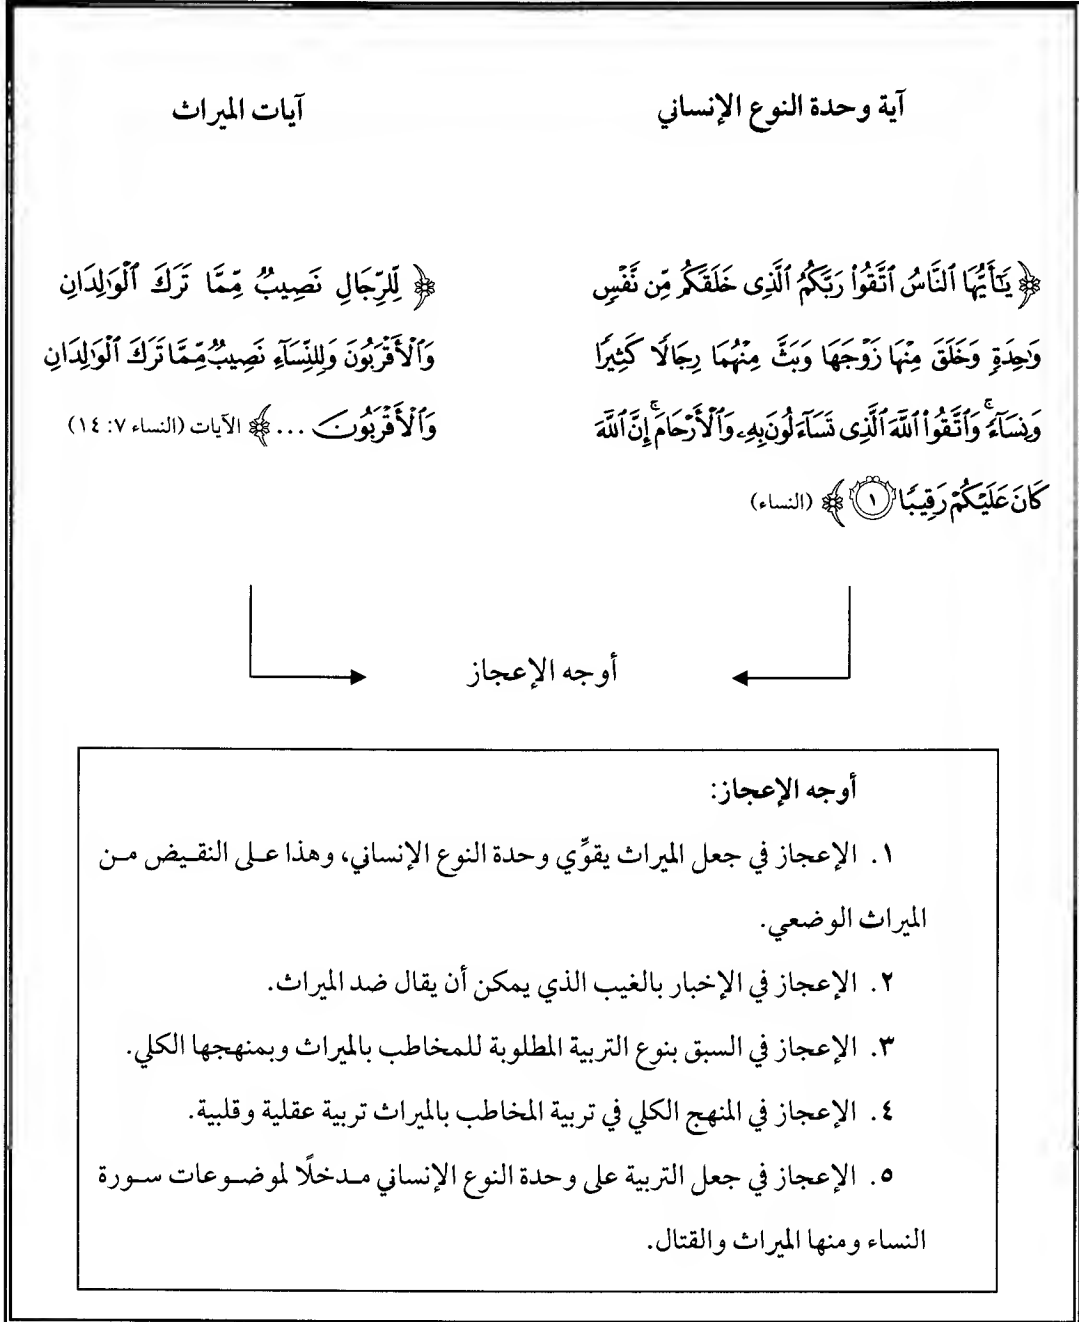 آية وحدة النوع الإنساني
﴿ يَٰٓأَيُّهَا ٱلنَّاسُ ٱتَّقُوا۟ رَبَّكُمُ ٱلَّذِى خَلَقَكُم مِّن نَّفْسٍ
وَٰحِدَةٍ وَخَلَقَ مِنْهَا زَوْجَهَا وَبَثَّ مِنْهُمَا رِجَالًا كَثِيرًا
وَنِسَآءً ۚ وَٱتَّقُوا۟ ٱللَّهَ ٱلَّذِى تَسَآءَلُونَ بِهِۦ وَٱلْأَرْحَامَ ۚ إِنَّ ٱللَّهَ
كَانَ عَلَيْكُمْ رَقِيبًا ١ ﴾ (النساء)
آيات الميراث
﴿ لِّلرِّجَالِ نَصِيبٌ مِّمَّا تَرَكَ ٱلْوَٰلِدَانِ
وَٱلْأَقْرَبُونَ وَلِلنِّسَآءِ نَصِيبٌ مِّمَّا تَرَكَ ٱلْوَٰلِدَانِ
وَٱلْأَقْرَبُونَ ... ﴾ الآيات (النساء ٧: ١٤)
أوجه الإعجاز
أوجه الإعجاز:
١. الإعجاز في جعل الميراث يقوِّي وحدة النوع الإنساني، وهذا على النقيض من
الميراث الوضعي.
٢. الإعجاز في الإخبار بالغيب الذي يمكن أن يقال ضد الميراث.
٣. الإعجاز في السبق بنوع التربية المطلوبة للمخاطب بالميراث وبمنهجها الكلي.
٤. الإعجاز في المنهج الكلي في تربية المخاطب بالميراث تربية عقلية وقلبية.
٥. الإعجاز في جعل التربية على وحدة النوع الإنساني مدخلًا لموضوعات سورة
النساء ومنها الميراث والقتال.